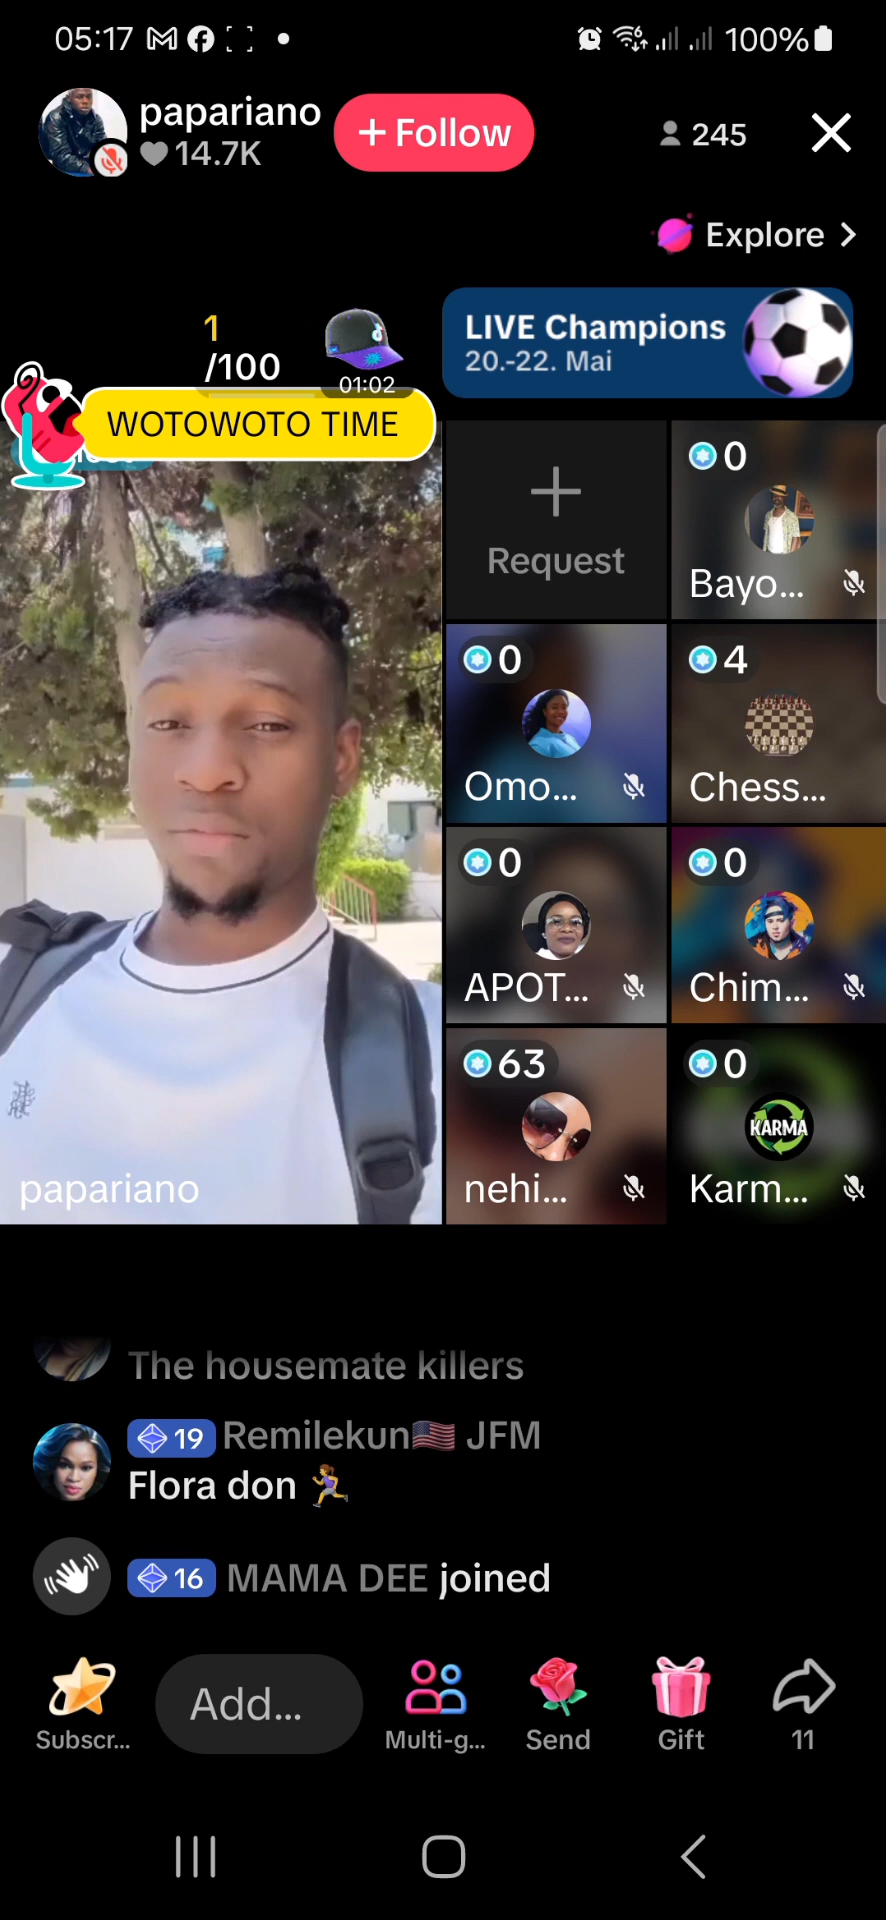 05:17
100%
papariano
14.7K
+ Follow
245
Explore
1
/100
01:02
LIVE Champions
20.-22. Mai
WOTOWOTO TIME
Request
0
Bayo...
0
Omo...
4
Chess...
0
APOT...
0
Chim...
63
nehi...
0
KARMA
Karm...
papariano
The housemate killers
19 Remilekun🇺🇸 JFM
Flora don 🏃‍♀️
16 MAMA DEE joined
Add...
Subscr...
Multi-g...
Send
Gift
11